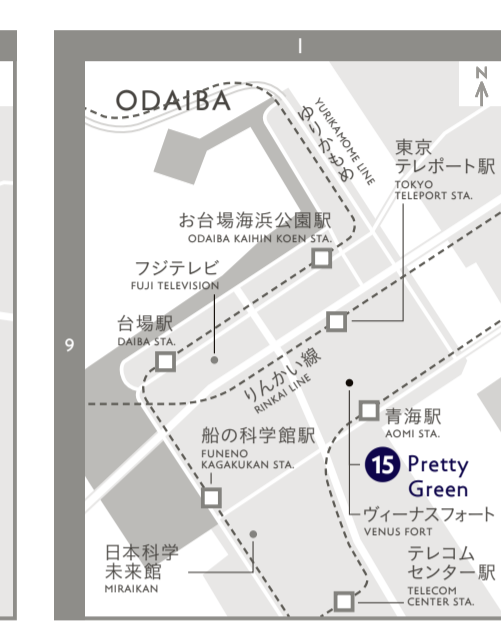 I
N
9
ODAIBA
ゆりかもめ
YURIKAMOME LINE
東京
テレポート駅
TOKYO
TELEPORT STA.
お台場海浜公園駅
ODAIBA KAIHIN KOEN STA.
フジテレビ
FUJI TELEVISION
台場駅
DAIBA STA.
りんかい線
RINKAI LINE
船の科学館駅
FUNENO
KAGAKUKAN STA.
青海駅
AOMI STA.
15 Pretty
Green
ヴィーナスフォート
VENUS FORT
日本科学
未来館
MIRAIKAN
テレコム
センター駅
TELECOM
CENTER STA.